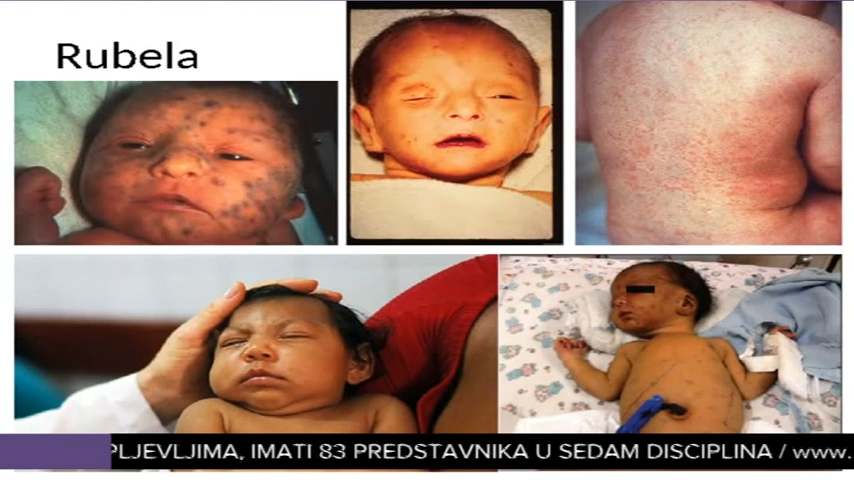 Rubela
PLJEVLJIMA, IMATI 83 PREDSTAVNIKA U SEDAM DISCIPLINA / www.